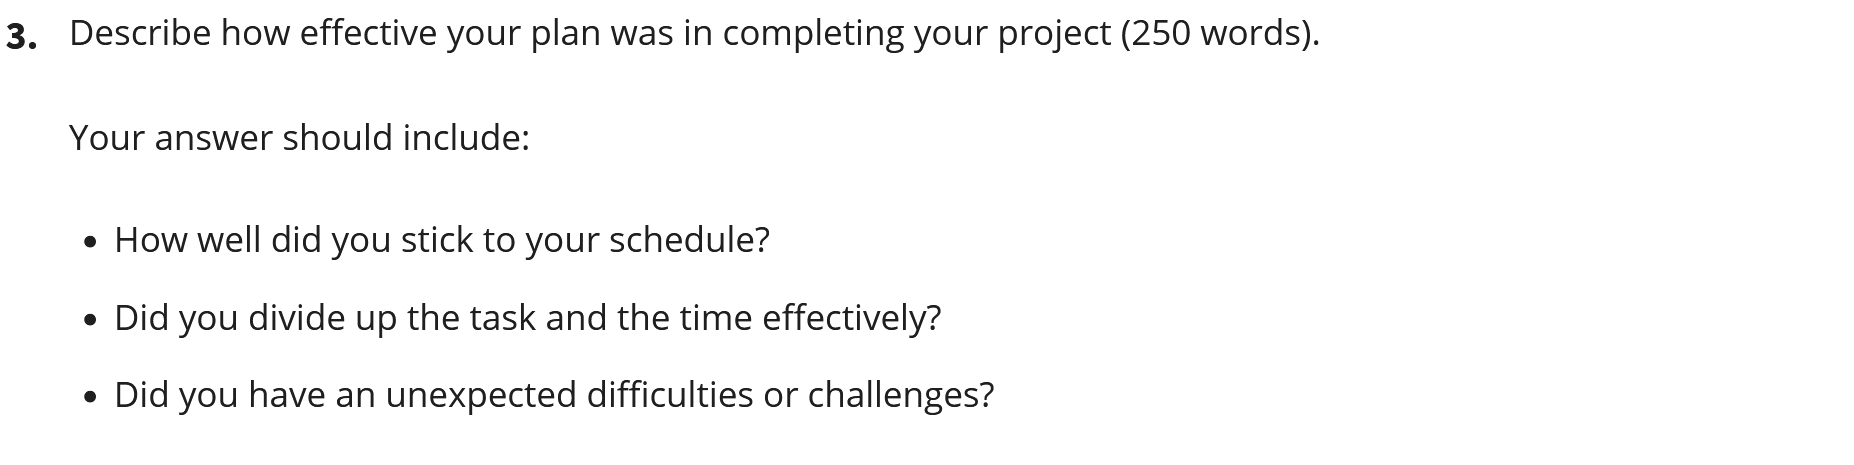 3. Describe how effective your plan was in completing your project (250 words).
Your answer should include:
• How well did you stick to your schedule?
• Did you divide up the task and the time effectively?
• Did you have an unexpected difficulties or challenges?